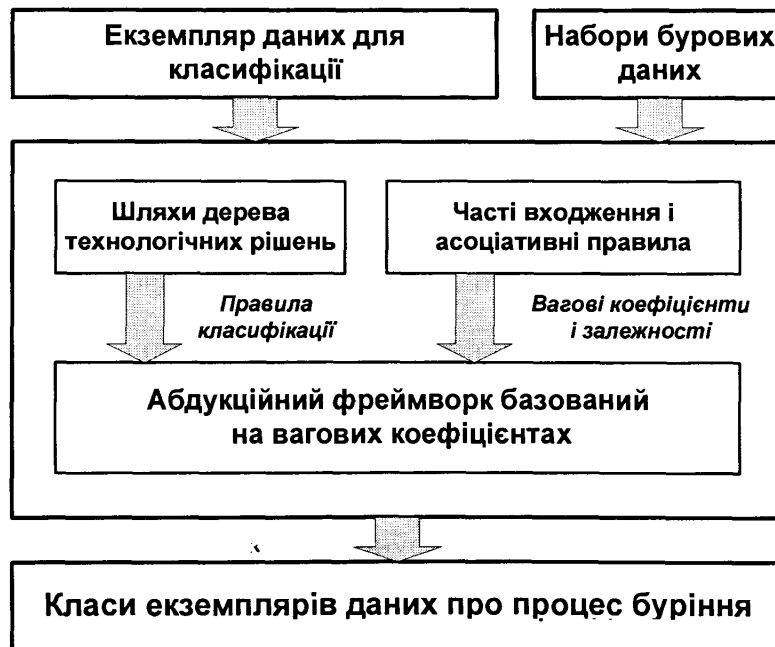 Екземпляр даних для
класифікації
Набори бурових
даних
Шляхи дерева
технологічних рішень
Часті входження і
асоціативні правила
Правила
класифікації
Вагові коефіцієнти
і залежності
Абдукційний фреймворк базований
на вагових коефіцієнтах
Класи екземплярів даних про процес буріння